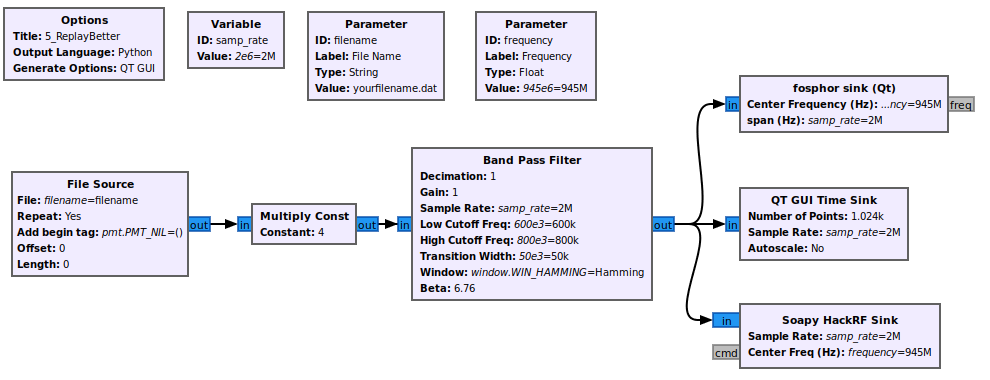 Options
Title: 5_ReplayBetter
Output Language: Python
Generate Options: QT GUI
Variable
ID: samp_rate
Value: 2e6=2M
Parameter
ID: filename
Label: File Name
Type: String
Value: yourfilename.dat
Parameter
ID: frequency
Label: Frequency
Type: Float
Value: 945e6=945M
File Source
File: filename=filename
Repeat: Yes
Add begin tag: pmt.PMT_NIL=()
Offset: 0
Length: 0
out
in
Multiply Const
Constant: 4
out
in
Band Pass Filter
Decimation: 1
Gain: 1
Sample Rate: samp_rate=2M
Low Cutoff Freq: 600e3=600k
High Cutoff Freq: 800e3=800k
Transition Width: 50e3=50k
Window: window.WIN_HAMMING=Hamming
Beta: 6.76
out
in
fosphor sink (Qt)
Center Frequency (Hz): ...ncy=945M
span (Hz): samp_rate=2M
freq
in
QT GUI Time Sink
Number of Points: 1.024k
Sample Rate: samp_rate=2M
Autoscale: No
in
cmd
Soapy HackRF Sink
Sample Rate: samp_rate=2M
Center Freq (Hz): frequency=945M